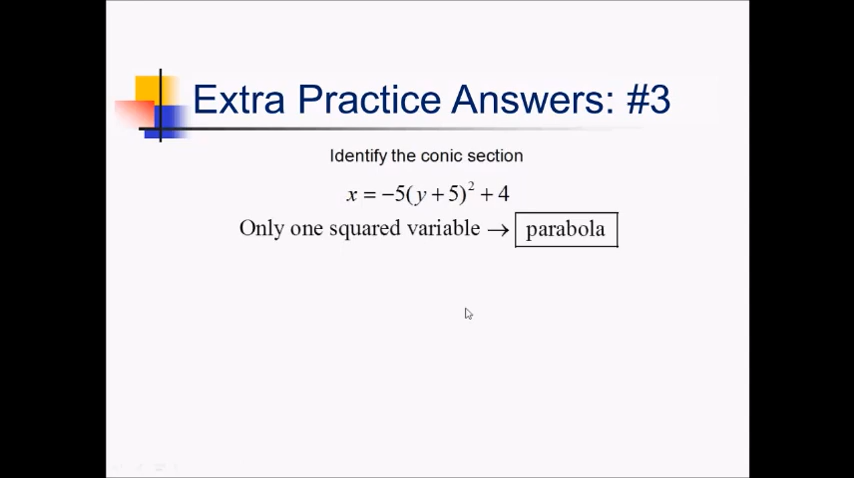 Extra Practice Answers: #3
Identify the conic section
x = −5(y + 5)² + 4
Only one squared variable → parabola